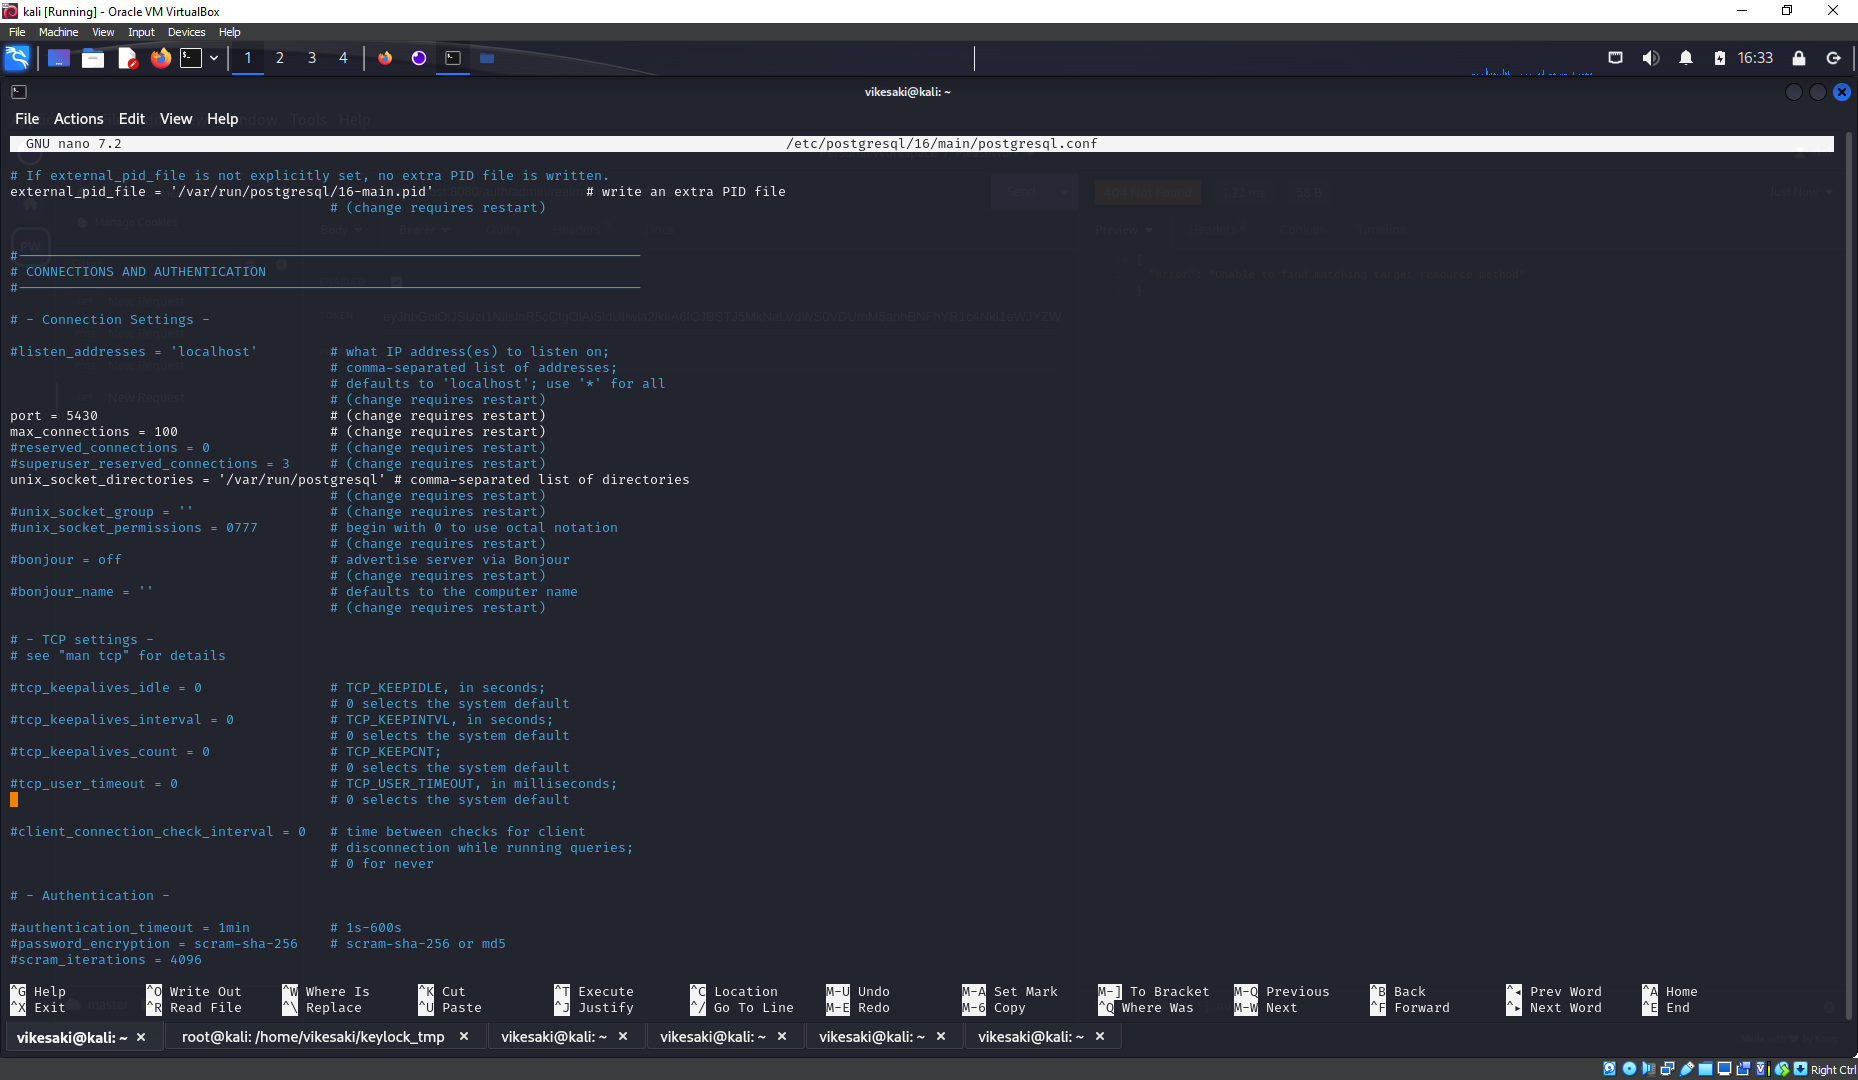 kali [Running] - Oracle VM VirtualBox
File Machine View Input Devices Help
1 2 3 4 16:33
vikesaki@kali: ~
File Actions Edit View Help
GNU nano 7.2 /etc/postgresql/16/main/postgresql.conf
# If external_pid_file is not explicitly set, no extra PID file is written.
external_pid_file = '/var/run/postgresql/16-main.pid' # write an extra PID file
# (change requires restart)
#------------------------------------------------------------------------------
# CONNECTIONS AND AUTHENTICATION
#------------------------------------------------------------------------------
# - Connection Settings -
#listen_addresses = 'localhost' # what IP address(es) to listen on;
# comma-separated list of addresses;
# defaults to 'localhost'; use '*' for all
# (change requires restart)
port = 5430 # (change requires restart)
max_connections = 100 # (change requires restart)
#reserved_connections = 0 # (change requires restart)
#superuser_reserved_connections = 3 # (change requires restart)
unix_socket_directories = '/var/run/postgresql' # comma-separated list of directories
# (change requires restart)
#unix_socket_group = '' # (change requires restart)
#unix_socket_permissions = 0777 # begin with 0 to use octal notation
# (change requires restart)
#bonjour = off # advertise server via Bonjour
# (change requires restart)
#bonjour_name = '' # defaults to the computer name
# (change requires restart)
# - TCP settings -
# see "man tcp" for details
#tcp_keepalives_idle = 0 # TCP_KEEPIDLE, in seconds;
# 0 selects the system default
#tcp_keepalives_interval = 0 # TCP_KEEPINTVL, in seconds;
# 0 selects the system default
#tcp_keepalives_count = 0 # TCP_KEEPCNT;
# 0 selects the system default
#tcp_user_timeout = 0 # TCP_USER_TIMEOUT, in milliseconds;
# 0 selects the system default
#client_connection_check_interval = 0 # time between checks for client
# disconnection while running queries;
# 0 for never
# - Authentication -
#authentication_timeout = 1min # 1s-600s
#password_encryption = scram-sha-256 # scram-sha-256 or md5
#scram_iterations = 4096
^G Help ^O Write Out ^W Where Is ^K Cut ^T Execute ^C Location M-U Undo M-A Set Mark M-] To Bracket M-Q Previous ^B Back ^◂ Prev Word ^A Home
^X Exit ^R Read File ^\ Replace ^U Paste ^J Justify ^/ Go To Line M-E Redo M-6 Copy ^Q Where Was M-W Next ^F Forward ^▸ Next Word ^E End
vikesaki@kali: ~ root@kali: /home/vikesaki/keylock_tmp vikesaki@kali: ~ vikesaki@kali: ~ vikesaki@kali: ~ vikesaki@kali: ~
Right Ctrl